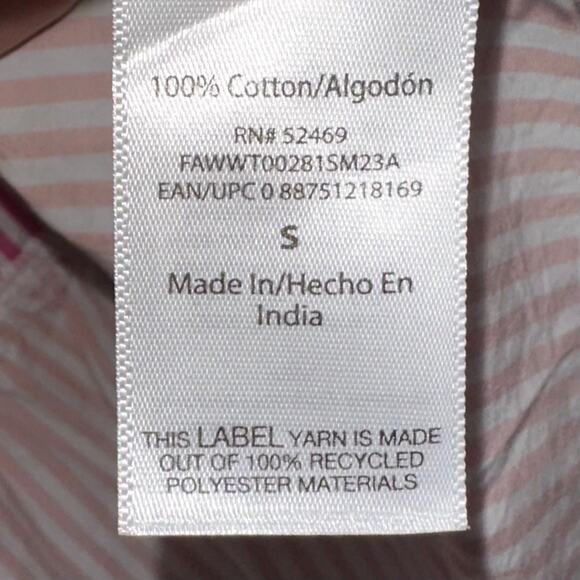 100% Cotton/Algodón
RN# 52469
FAWWT00281SM23A
EAN/UPC 0 88751218169
S
Made In/Hecho En
India
THIS LABEL YARN IS MADE
OUT OF 100% RECYCLED
POLYESTER MATERIALS